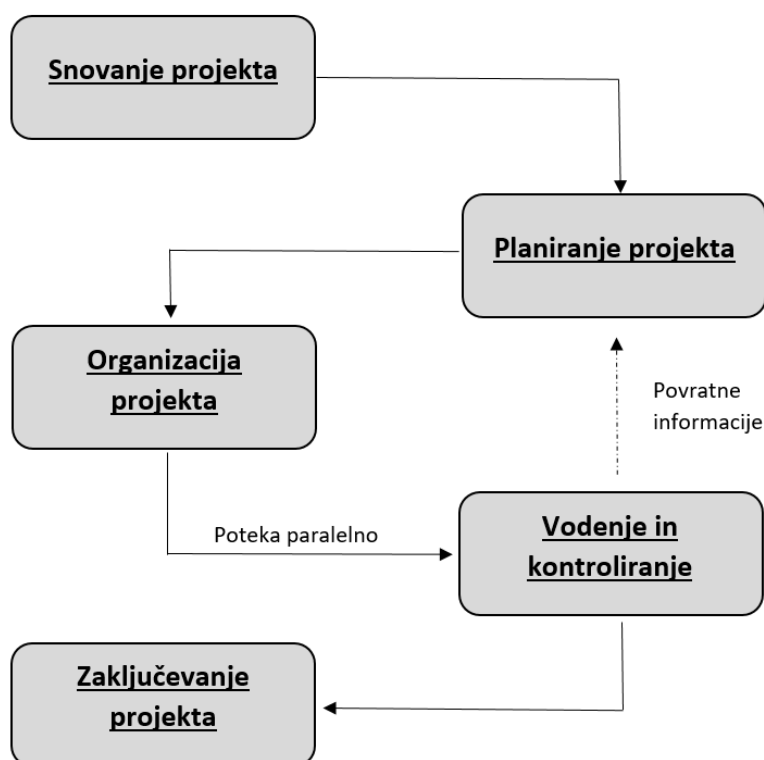 Snovanje projekta
Planiranje projekta
Organizacija
projekta
Povratne
informacije
Poteka paralelno
Vodenje in
kontroliranje
Zaključevanje
projekta